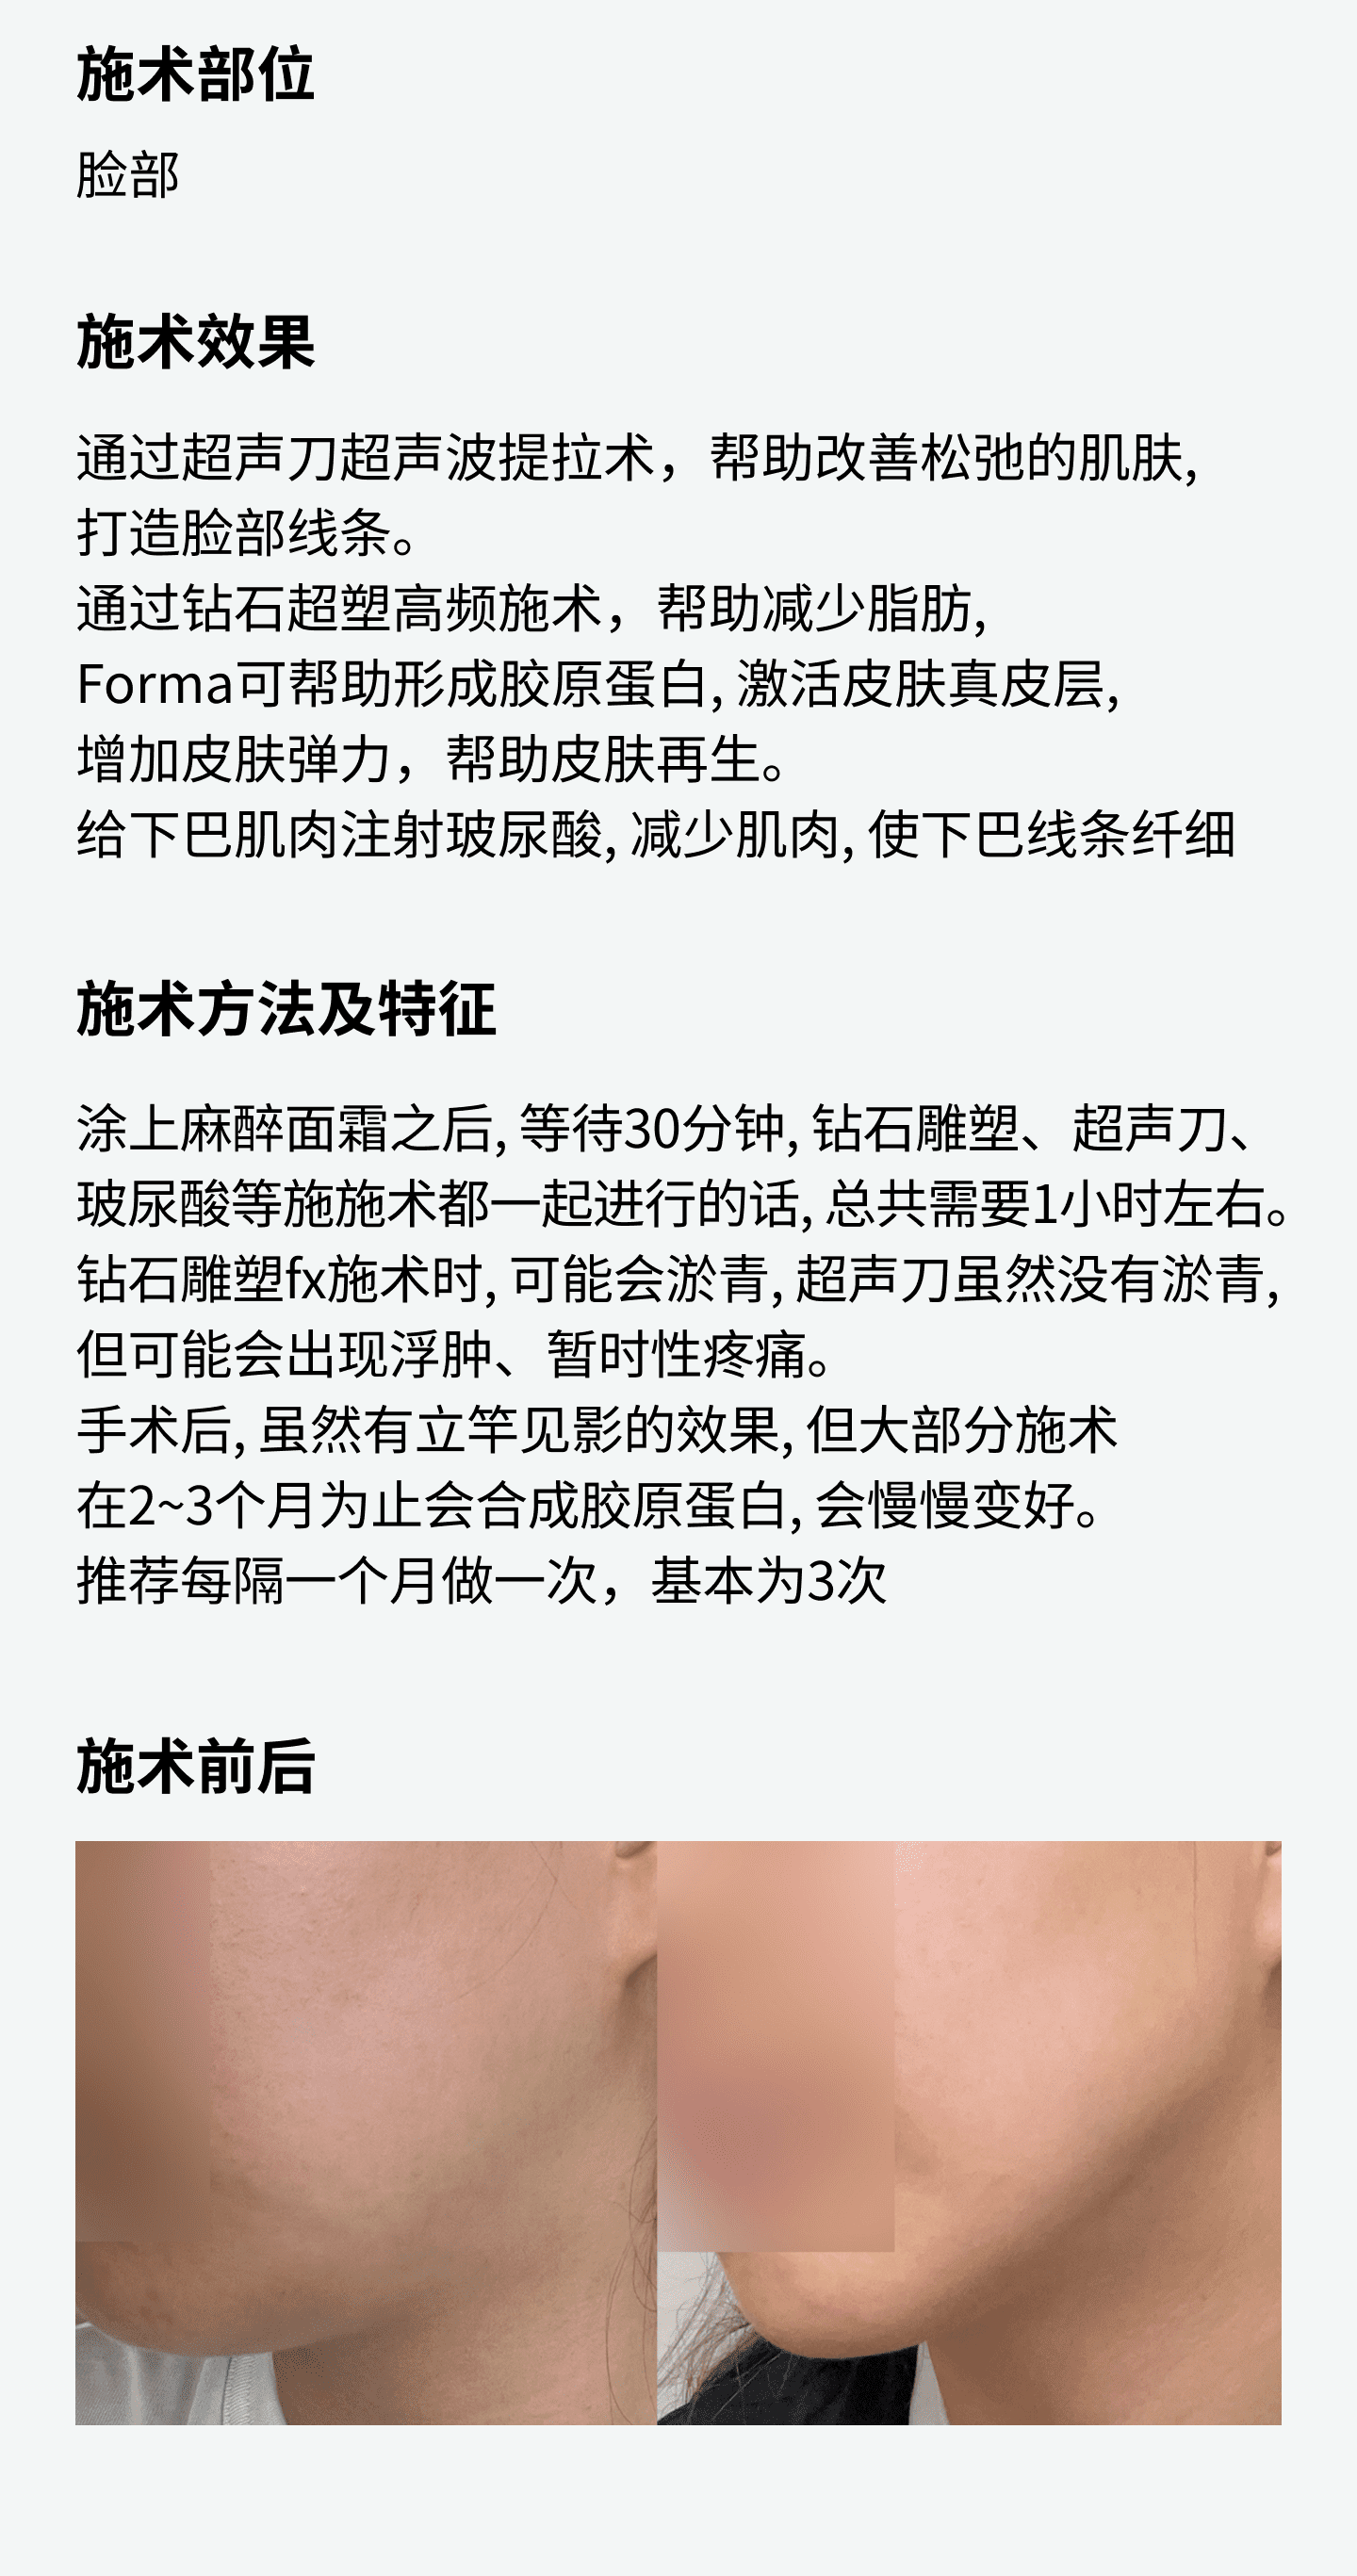 施术部位
脸部
施术效果
通过超声刀超声波提拉术，帮助改善松弛的肌肤,
打造脸部线条。
通过钻石超塑高频施术，帮助减少脂肪,
Forma可帮助形成胶原蛋白, 激活皮肤真皮层,
增加皮肤弹力，帮助皮肤再生。
给下巴肌肉注射玻尿酸, 减少肌肉, 使下巴线条纤细
施术方法及特征
涂上麻醉面霜之后, 等待30分钟, 钻石雕塑、超声刀、
玻尿酸等施施术都一起进行的话, 总共需要1小时左右。
钻石雕塑fx施术时, 可能会淤青, 超声刀虽然没有淤青,
但可能会出现浮肿、暂时性疼痛。
手术后, 虽然有立竿见影的效果, 但大部分施术
在2~3个月为止会合成胶原蛋白, 会慢慢变好。
推荐每隔一个月做一次，基本为3次
施术前后